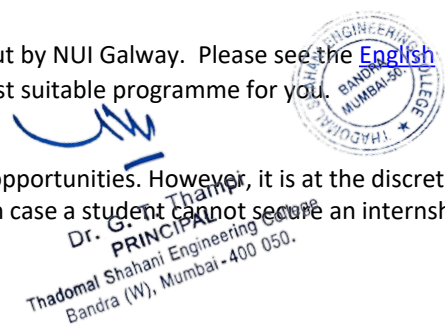 ut by NUI Galway. Please see the English
st suitable programme for you.
THADOMAL SHAHANI ENGINEERING COLLEGE
BANDRA
MUMBAI-50.
opportunities. However, it is at the discret
n case a student cannot secure an internsh
Dr. G. T. Thampi
PRINCIPAL
Thadomal Shahani Engineering College
Bandra (W), Mumbai - 400 050.